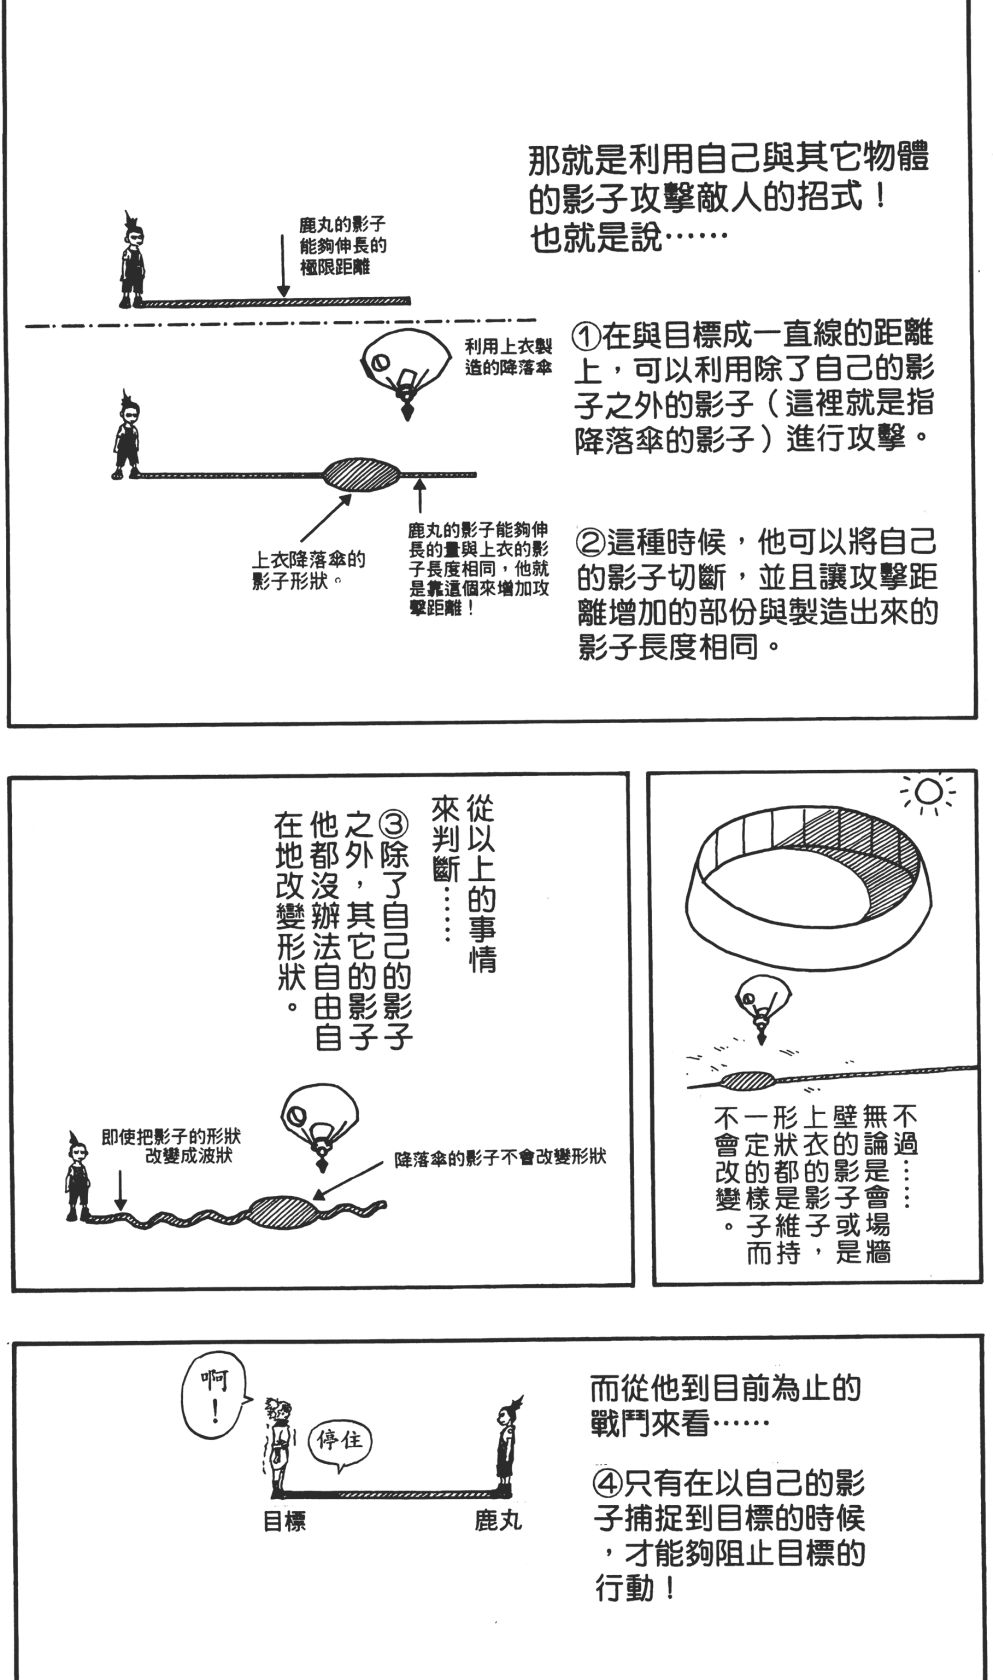 那就是利用自己與其它物體
的影子攻擊敵人的招式！
也就是說……
鹿丸的影子
能夠伸長的
極限距離
①在與目標成一直線的距離
上，可以利用除了自己的影
子之外的影子（這裡就是指
降落傘的影子）進行攻擊。
利用上衣製
造的降落傘
上衣降落傘的
影子形狀。
鹿丸的影子能夠伸
長的量與上衣的影
子長度相同，他就
是靠這個來增加攻
擊距離！
②這種時候，他可以將自己
的影子切斷，並且讓攻擊距
離增加的部份與製造出來的
影子長度相同。
不過……
無論是會場牆
壁的影子或是
上衣的影子，
形狀都是維持
一定的樣子而
不會改變。
從以上的事情
來判斷……
③除了自己的影子
之外，其它的影子
他都沒辦法自由自
在地改變形狀。
即使把影子的形狀
改變成波狀
降落傘的影子不會改變形狀
而從他到目前為止的
戰鬥來看……
④只有在以自己的影
子捕捉到目標的時候
，才能夠阻止目標的
行動！
停住
啊
！
目標
鹿丸